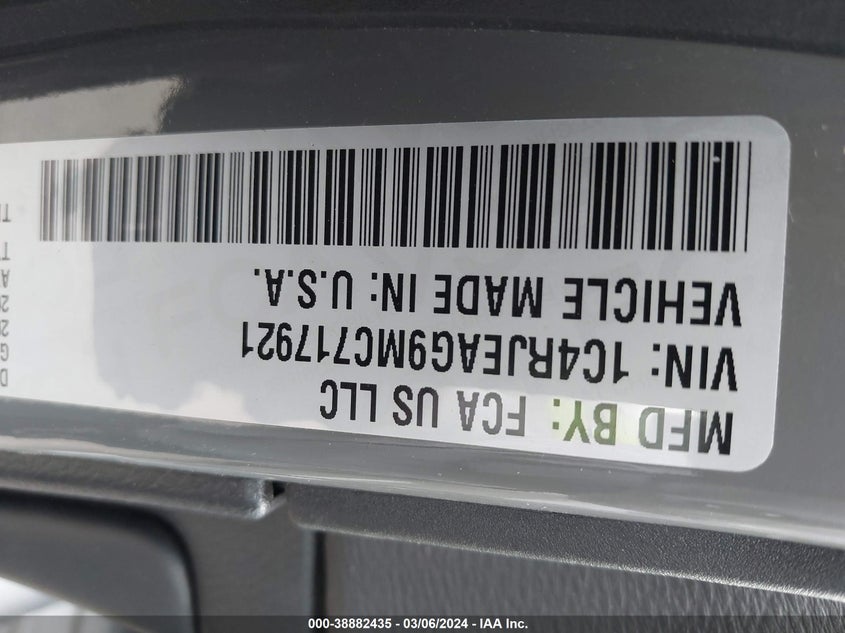 MFD BY: FCA US LLC
VIN: 1C4RJEAG9MC717921
VEHICLE MADE IN: U.S.A.
000-38882435 - 03/06/2024 - IAA Inc.